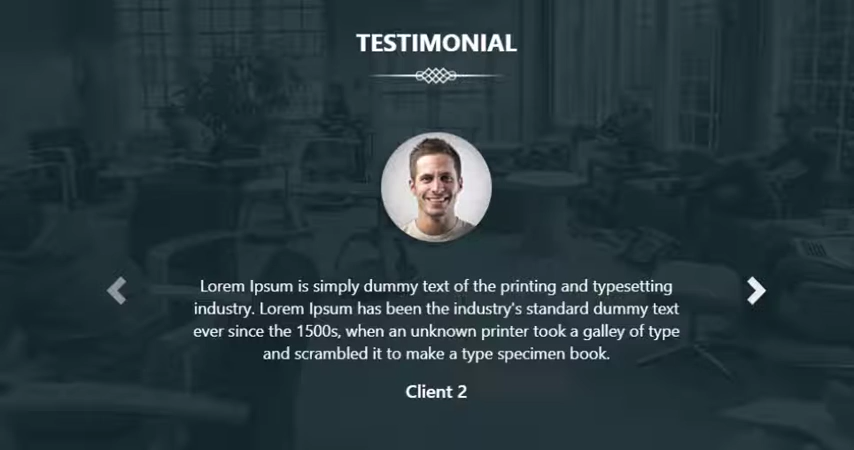 TESTIMONIAL
Lorem Ipsum is simply dummy text of the printing and typesetting
industry. Lorem Ipsum has been the industry's standard dummy text
ever since the 1500s, when an unknown printer took a galley of type
and scrambled it to make a type specimen book.
Client 2